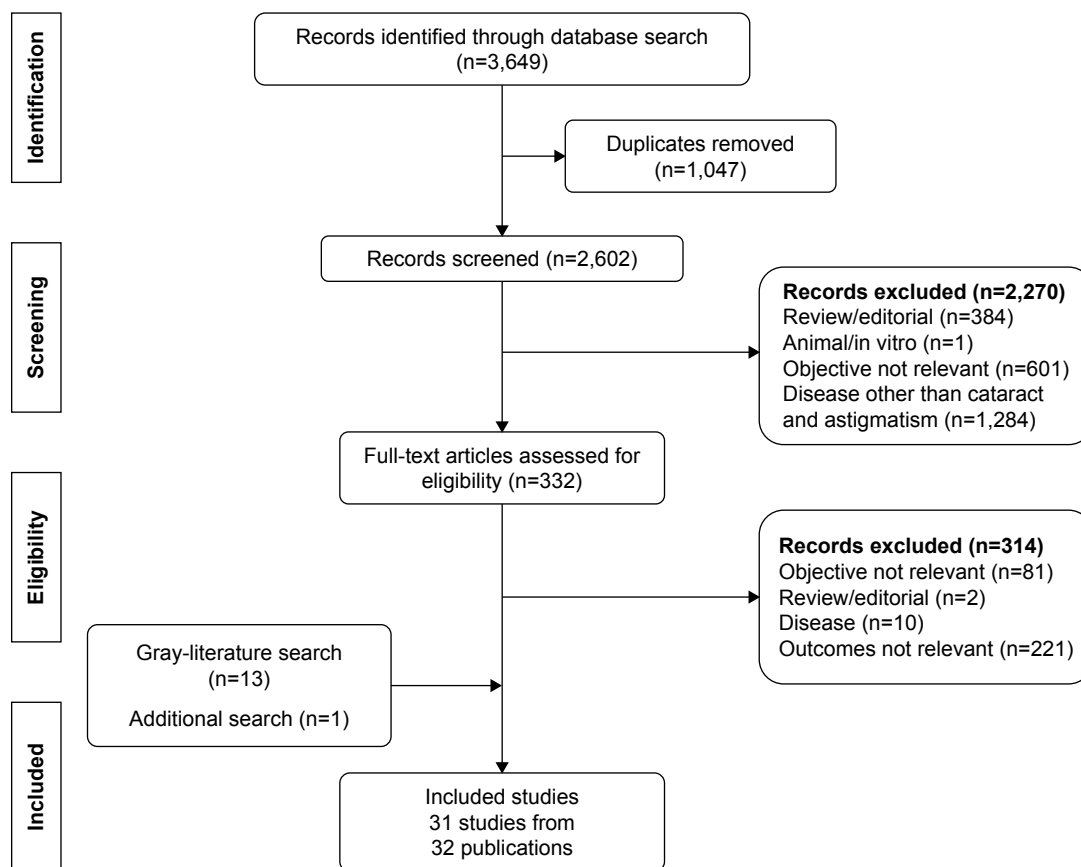 Identification
Records identified through database search
(n=3,649)
Duplicates removed
(n=1,047)
Screening
Records screened (n=2,602)
Records excluded (n=2,270)
Review/editorial (n=384)
Animal/in vitro (n=1)
Objective not relevant (n=601)
Disease other than cataract
and astigmatism (n=1,284)
Eligibility
Full-text articles assessed for
eligibility (n=332)
Records excluded (n=314)
Objective not relevant (n=81)
Review/editorial (n=2)
Disease (n=10)
Outcomes not relevant (n=221)
Gray-literature search
(n=13)
Additional search (n=1)
Included
Included studies
31 studies from
32 publications